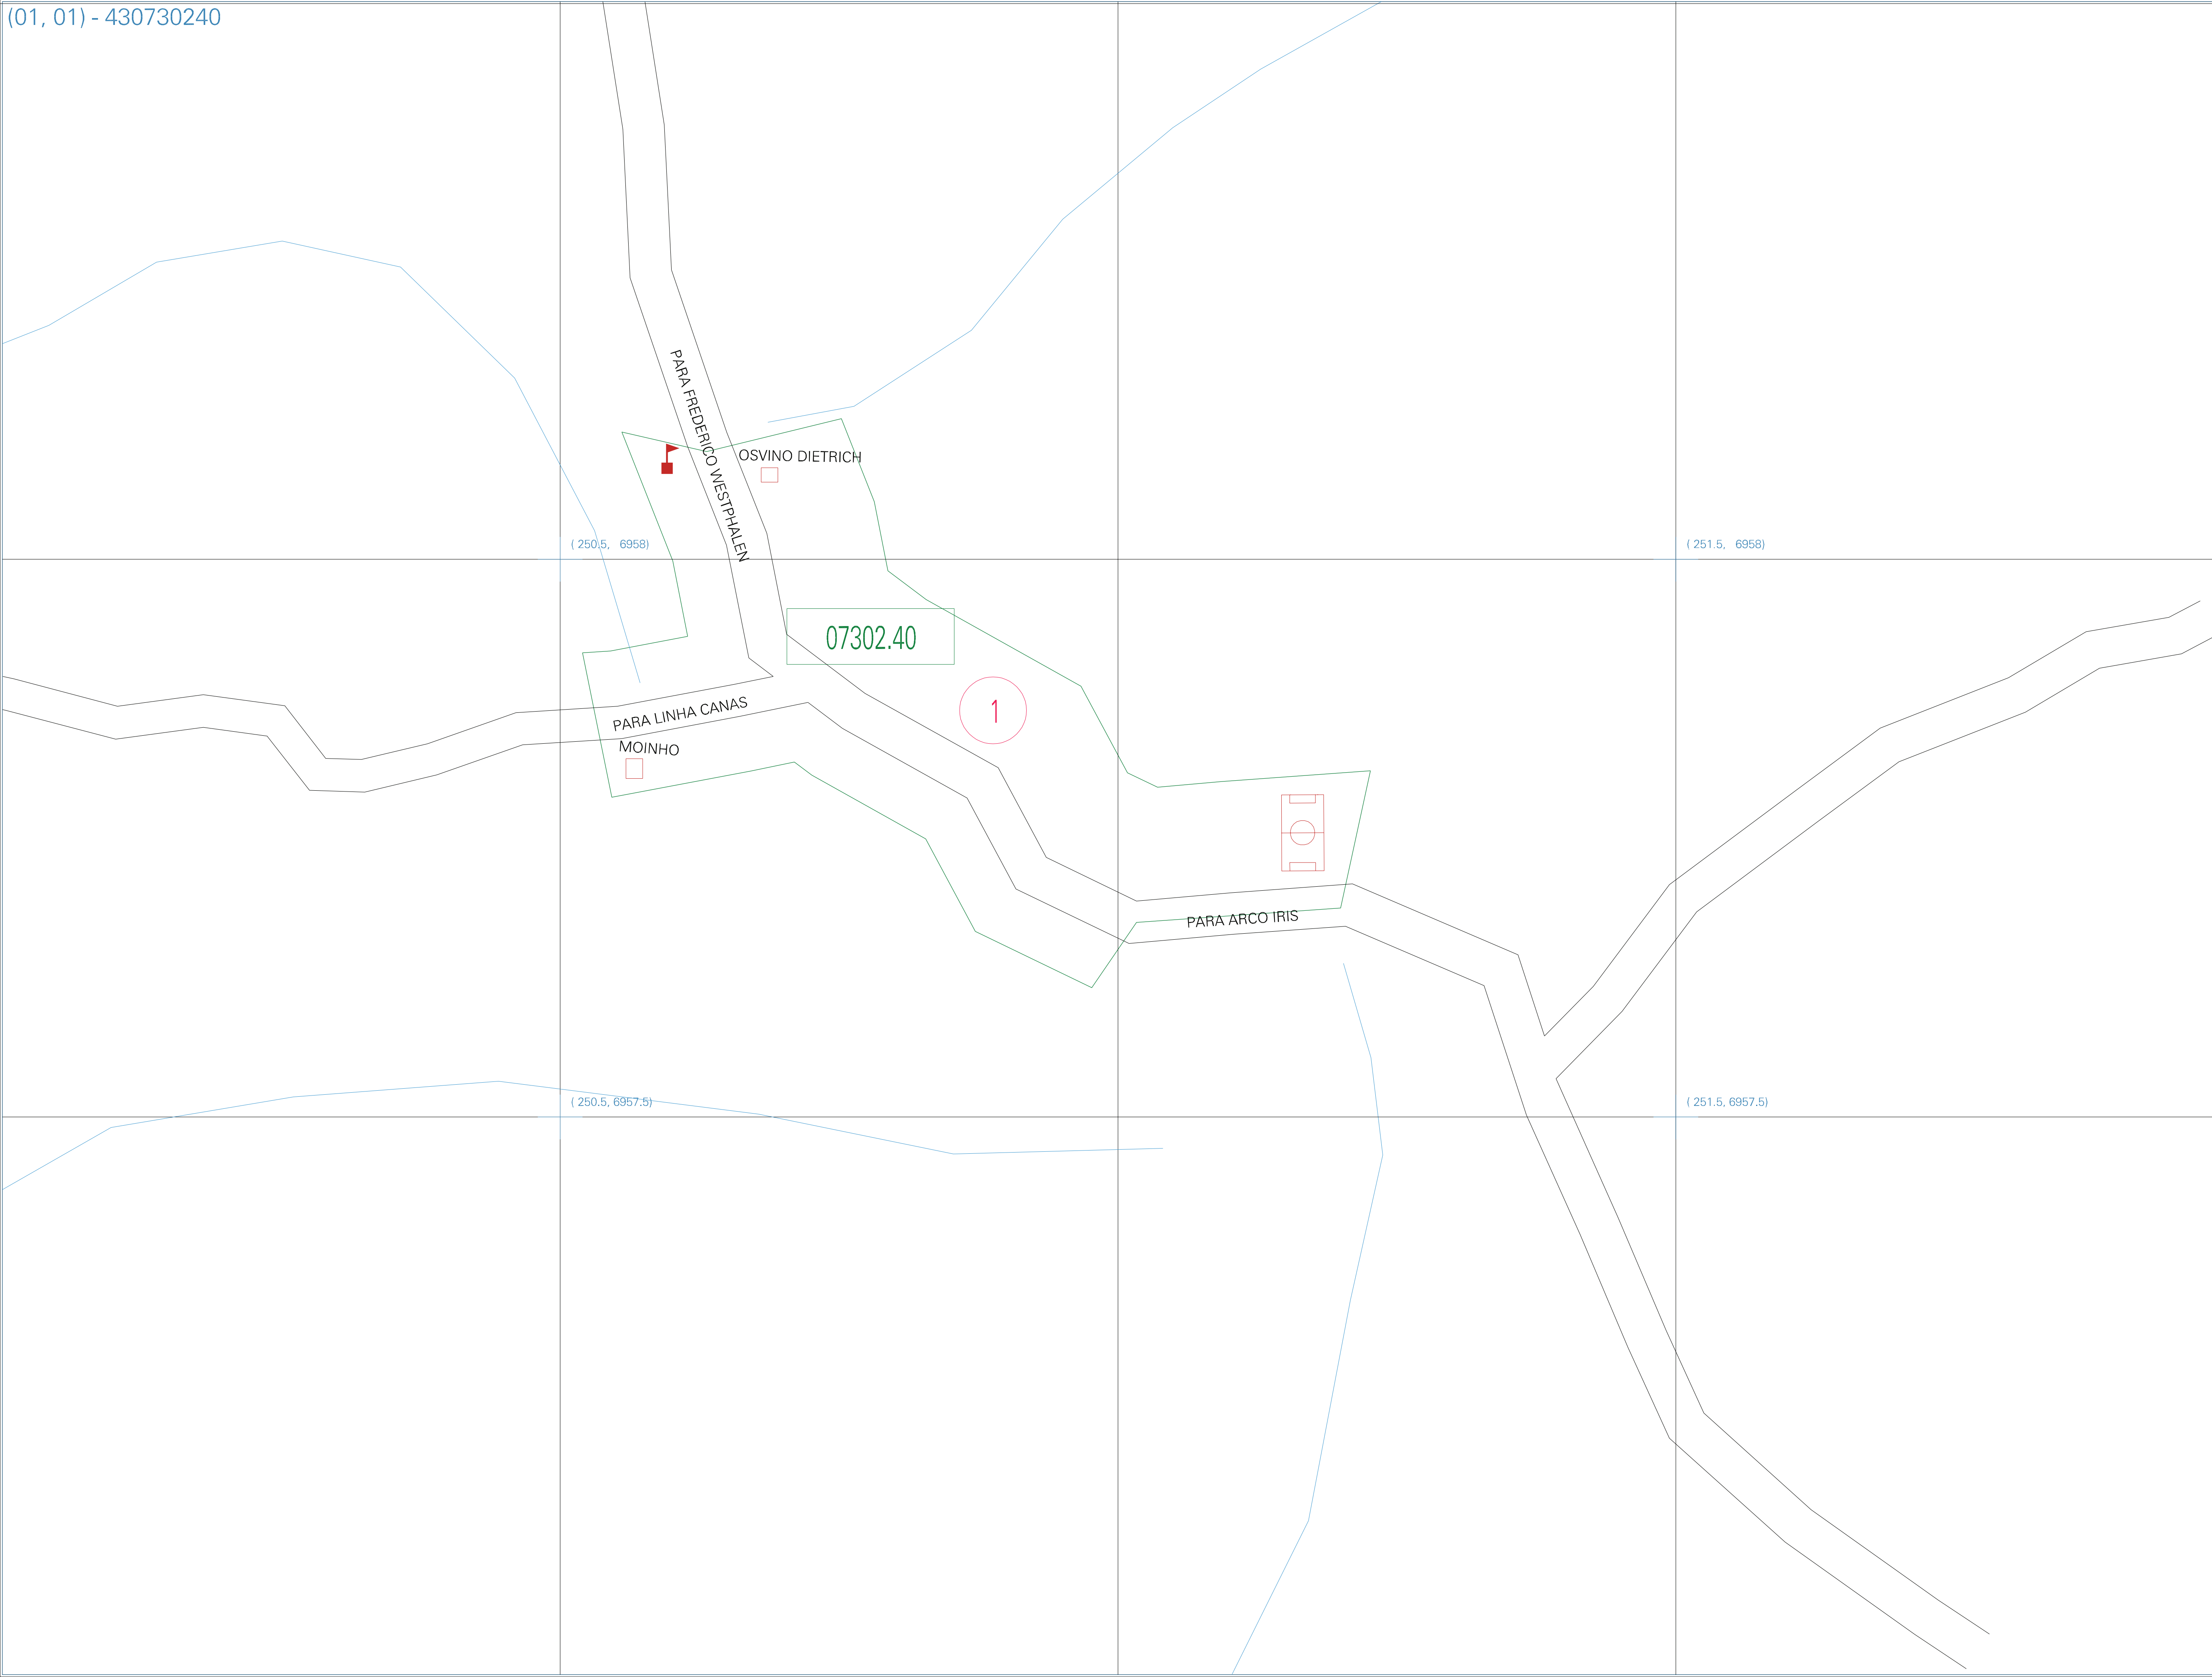 (01, 01) - 430730240
PARA FREDERICO WESTPHALEN
OSVINO DIETRICH
( 250.5, 6958)
( 251.5, 6958)
07302.40
1
PARA LINHA CANAS
MOINHO
PARA ARCO IRIS
( 250.5, 6957.5)
( 251.5, 6957.5)